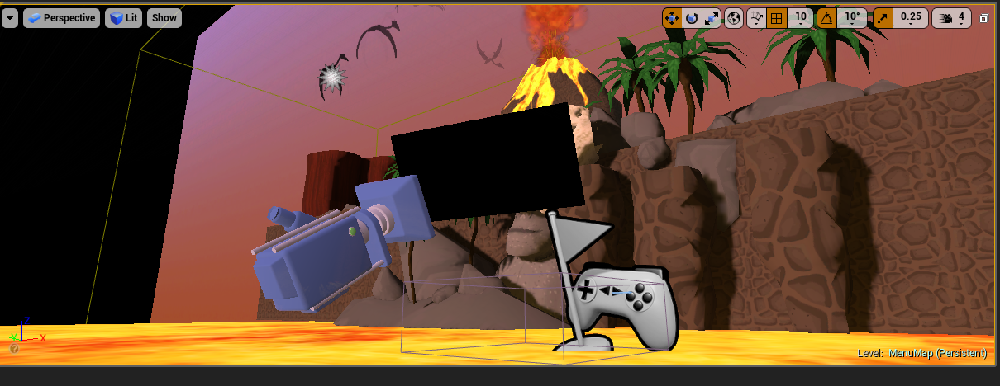 Perspective Lit Show 10 10° 0.25 4
Z
Y X
Level: MenuMap (Persistent)